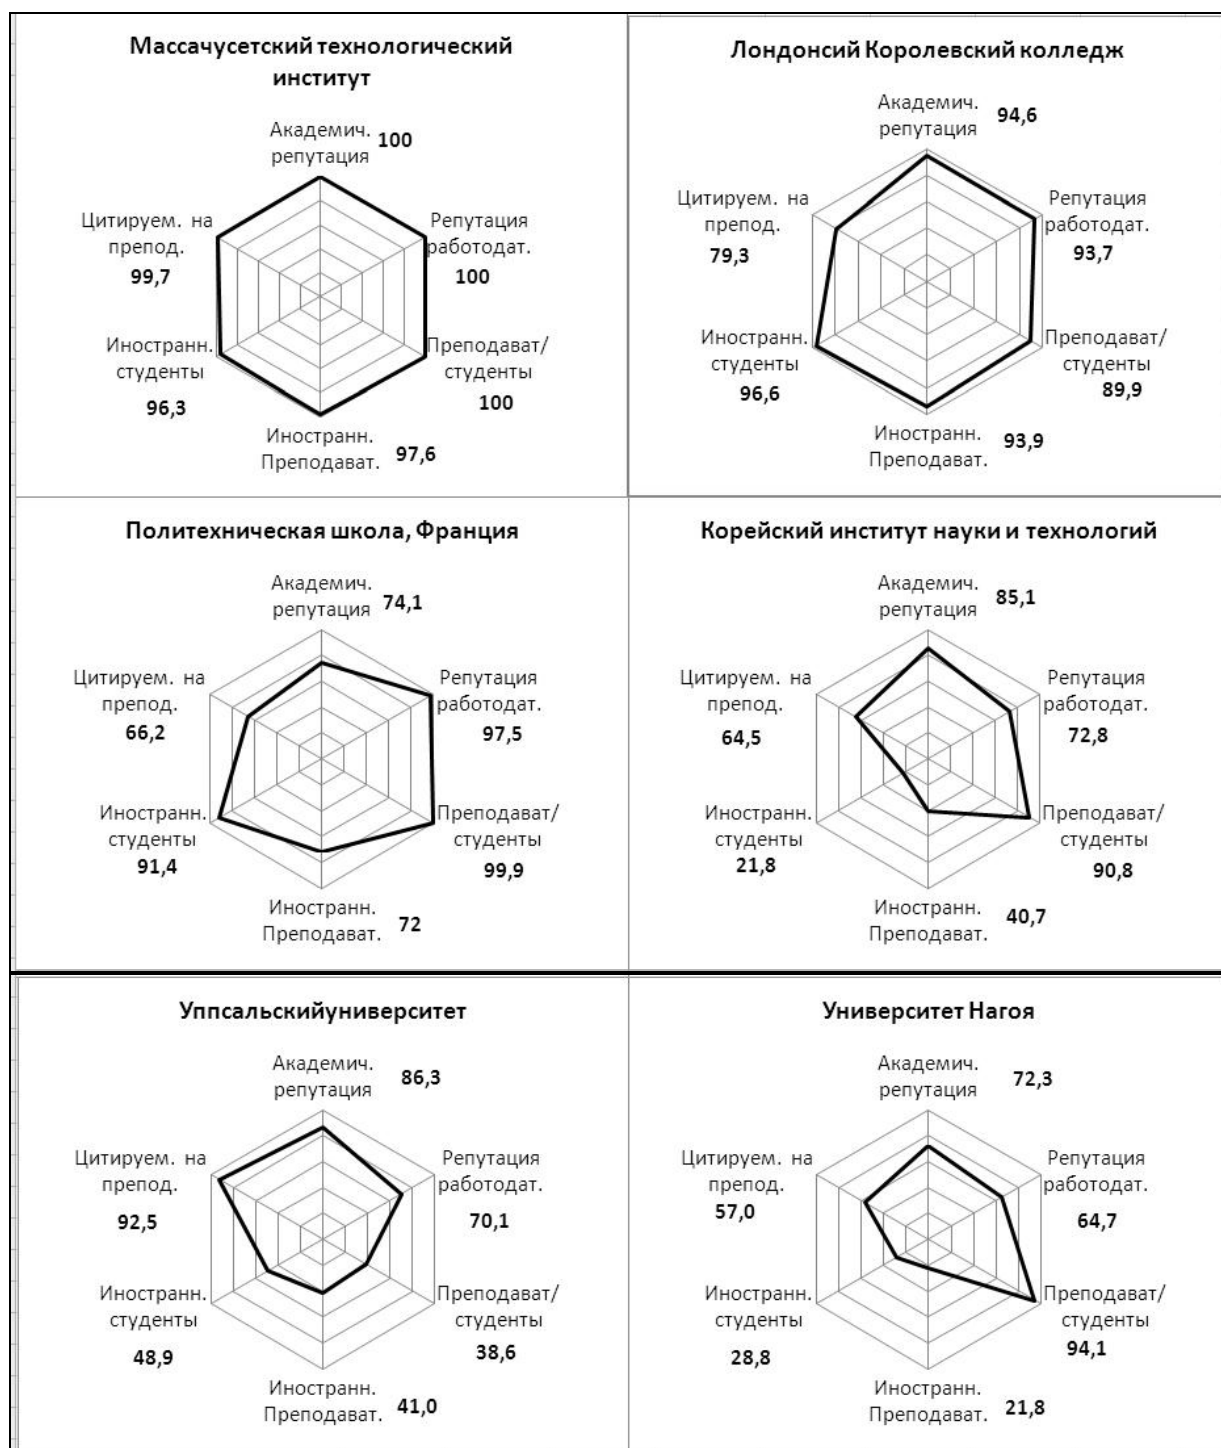 Массачусетский технологический
институт
Академич.
репутация
100
Репутация
работодат.
100
Преподават/
студенты
100
Иностранн.
Преподават.
97,6
Иностранн.
студенты
96,3
Цитируем. на
препод.
99,7
Лондонсий Королевский колледж
Академич.
репутация
94,6
Репутация
работодат.
93,7
Преподават/
студенты
89,9
Иностранн.
Преподават.
93,9
Иностранн.
студенты
96,6
Цитируем. на
препод.
79,3
Политехническая школа, Франция
Академич.
репутация
74,1
Репутация
работодат.
97,5
Преподават/
студенты
99,9
Иностранн.
Преподават.
72
Иностранн.
студенты
91,4
Цитируем. на
препод.
66,2
Корейский институт науки и технологий
Академич.
репутация
85,1
Репутация
работодат.
72,8
Преподават/
студенты
90,8
Иностранн.
Преподават.
40,7
Иностранн.
студенты
21,8
Цитируем. на
препод.
64,5
Уппсальскийуниверситет
Академич.
репутация
86,3
Репутация
работодат.
70,1
Преподават/
студенты
38,6
Иностранн.
Преподават.
41,0
Иностранн.
студенты
48,9
Цитируем. на
препод.
92,5
Университет Нагоя
Академич.
репутация
72,3
Репутация
работодат.
64,7
Преподават/
студенты
94,1
Иностранн.
Преподават.
21,8
Иностранн.
студенты
28,8
Цитируем. на
препод.
57,0